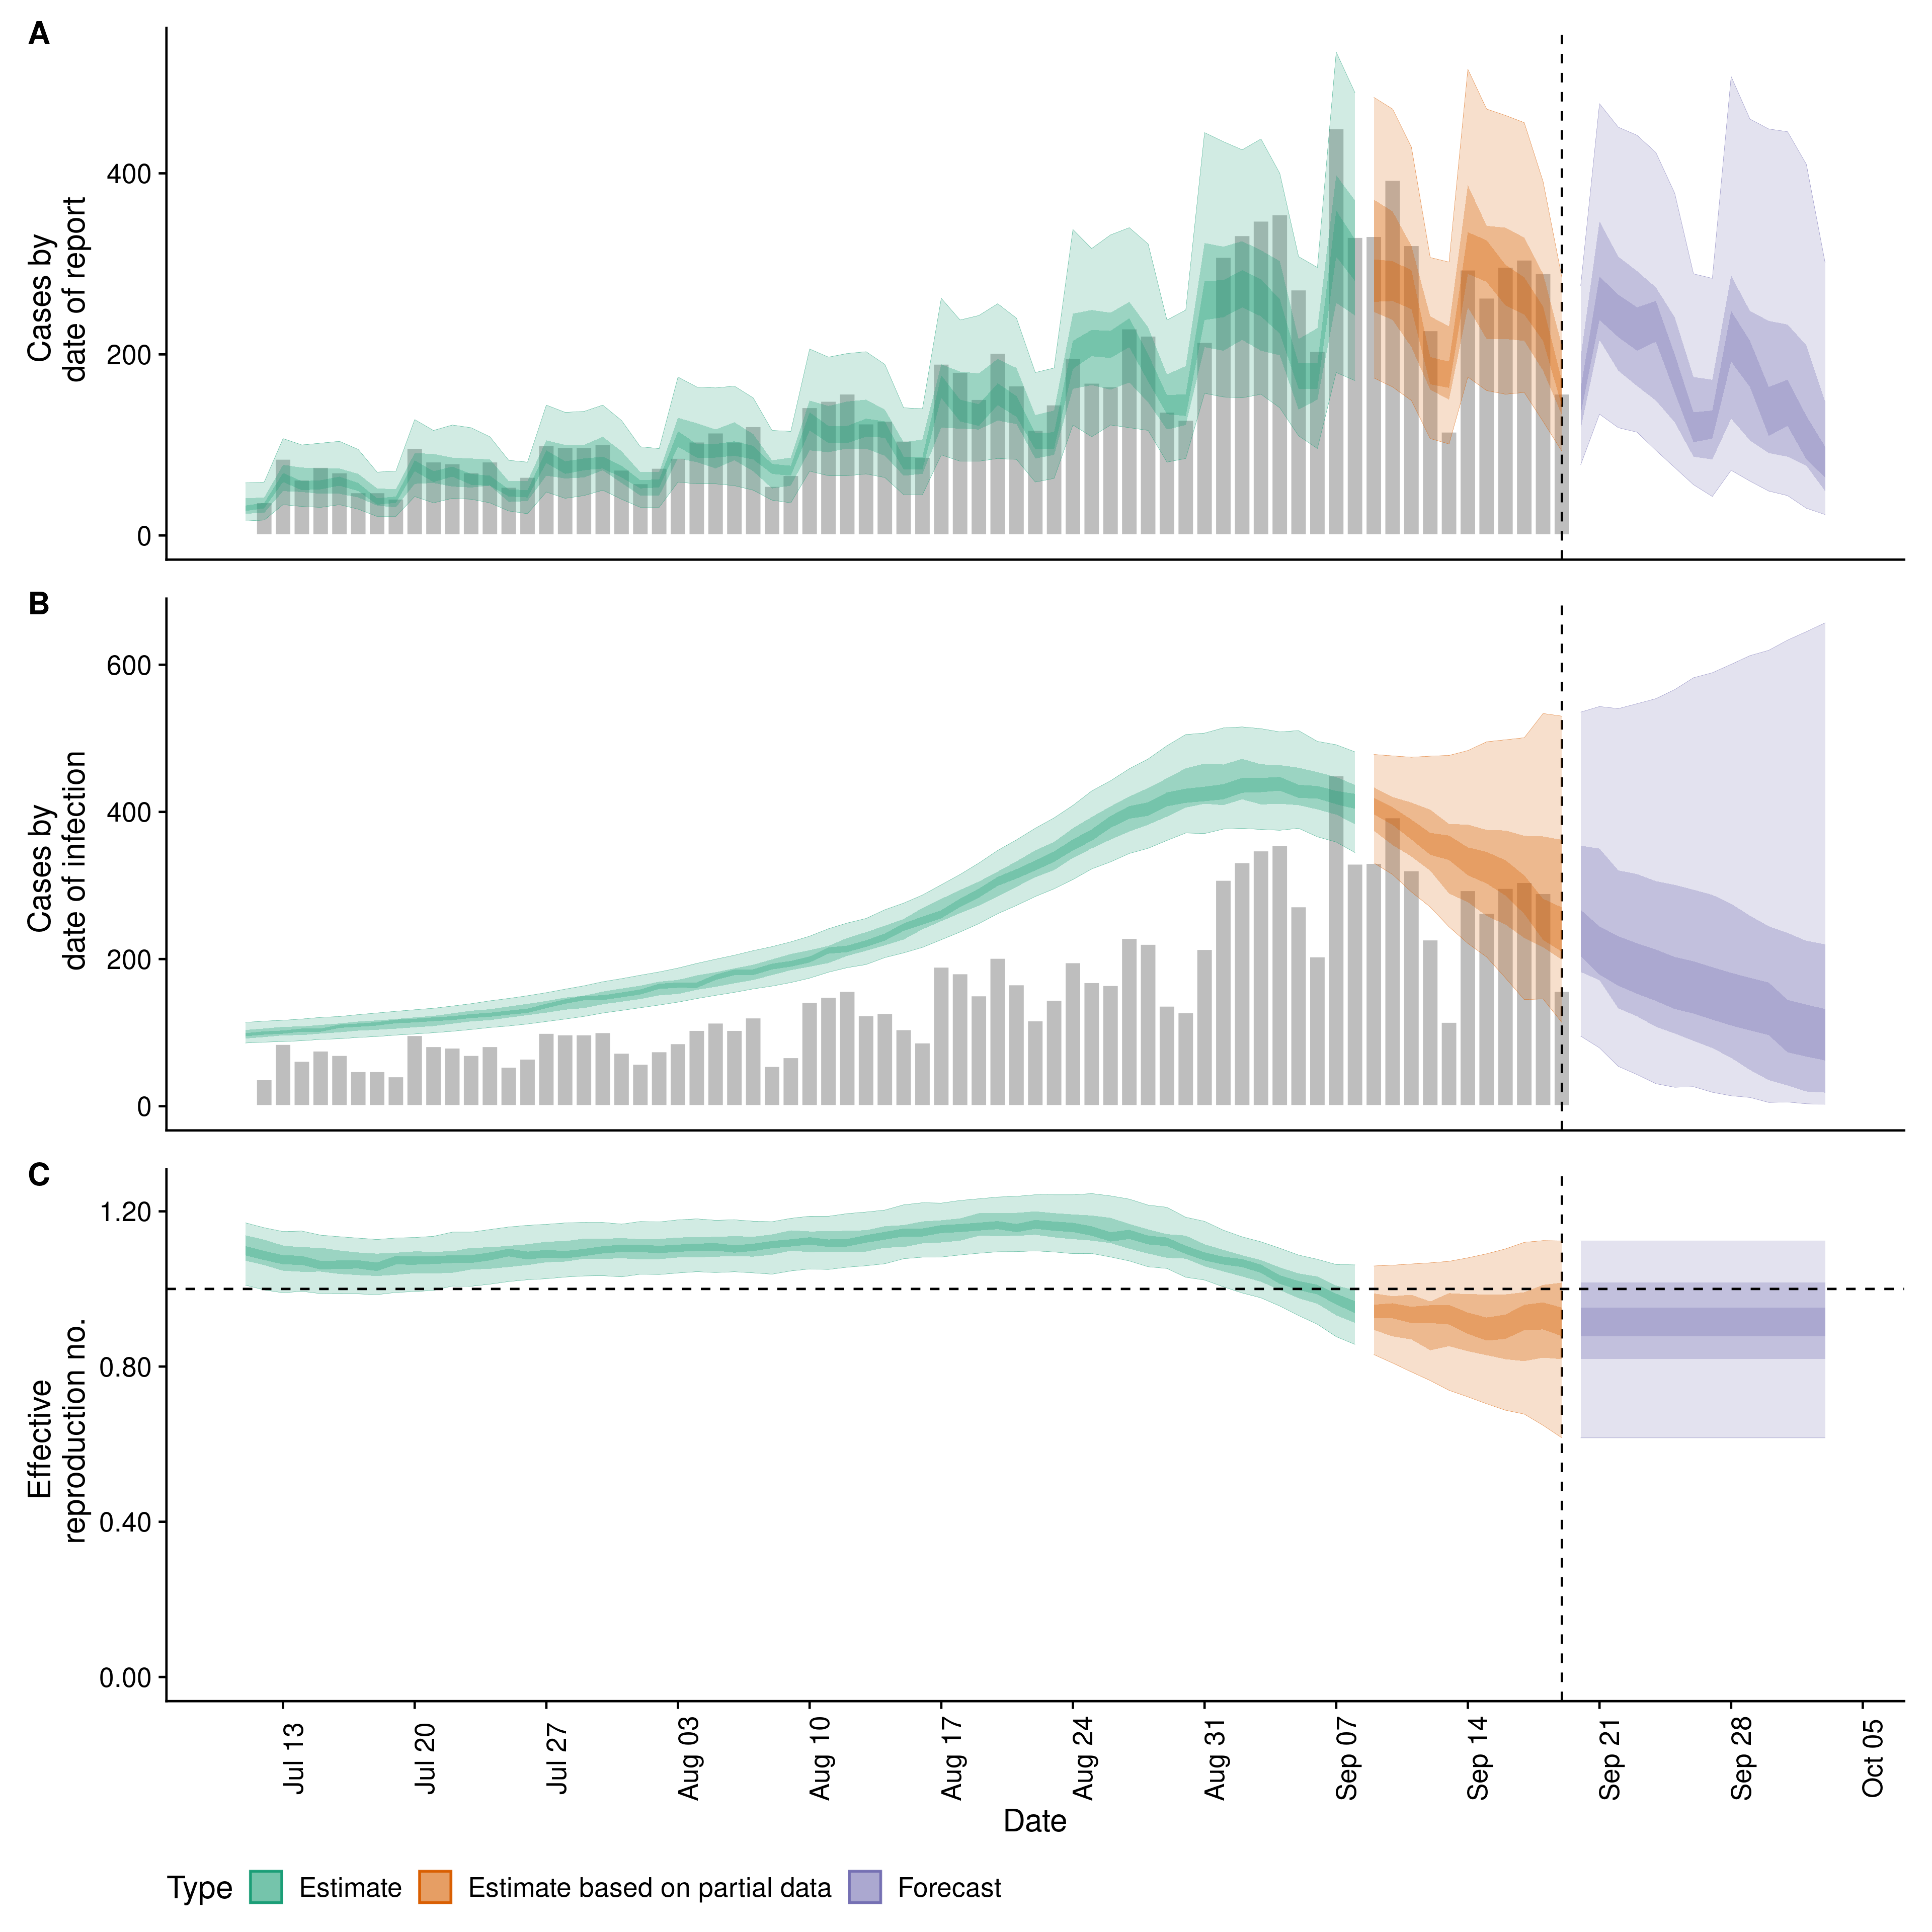 A
Cases by
date of report
400
200
0
B
Cases by
date of infection
600
400
200
0
C
Effective
reproduction no.
1.20
0.80
0.40
0.00
Jul 13
Jul 20
Jul 27
Aug 03
Aug 10
Aug 17
Aug 24
Aug 31
Sep 07
Sep 14
Sep 21
Sep 28
Oct 05
Date
Type Estimate Estimate based on partial data Forecast